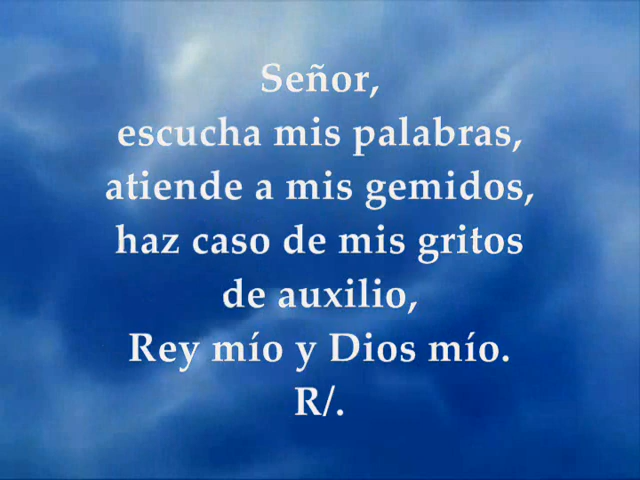 Señor,
escucha mis palabras,
atiende a mis gemidos,
haz caso de mis gritos
de auxilio,
Rey mío y Dios mío.
R/.